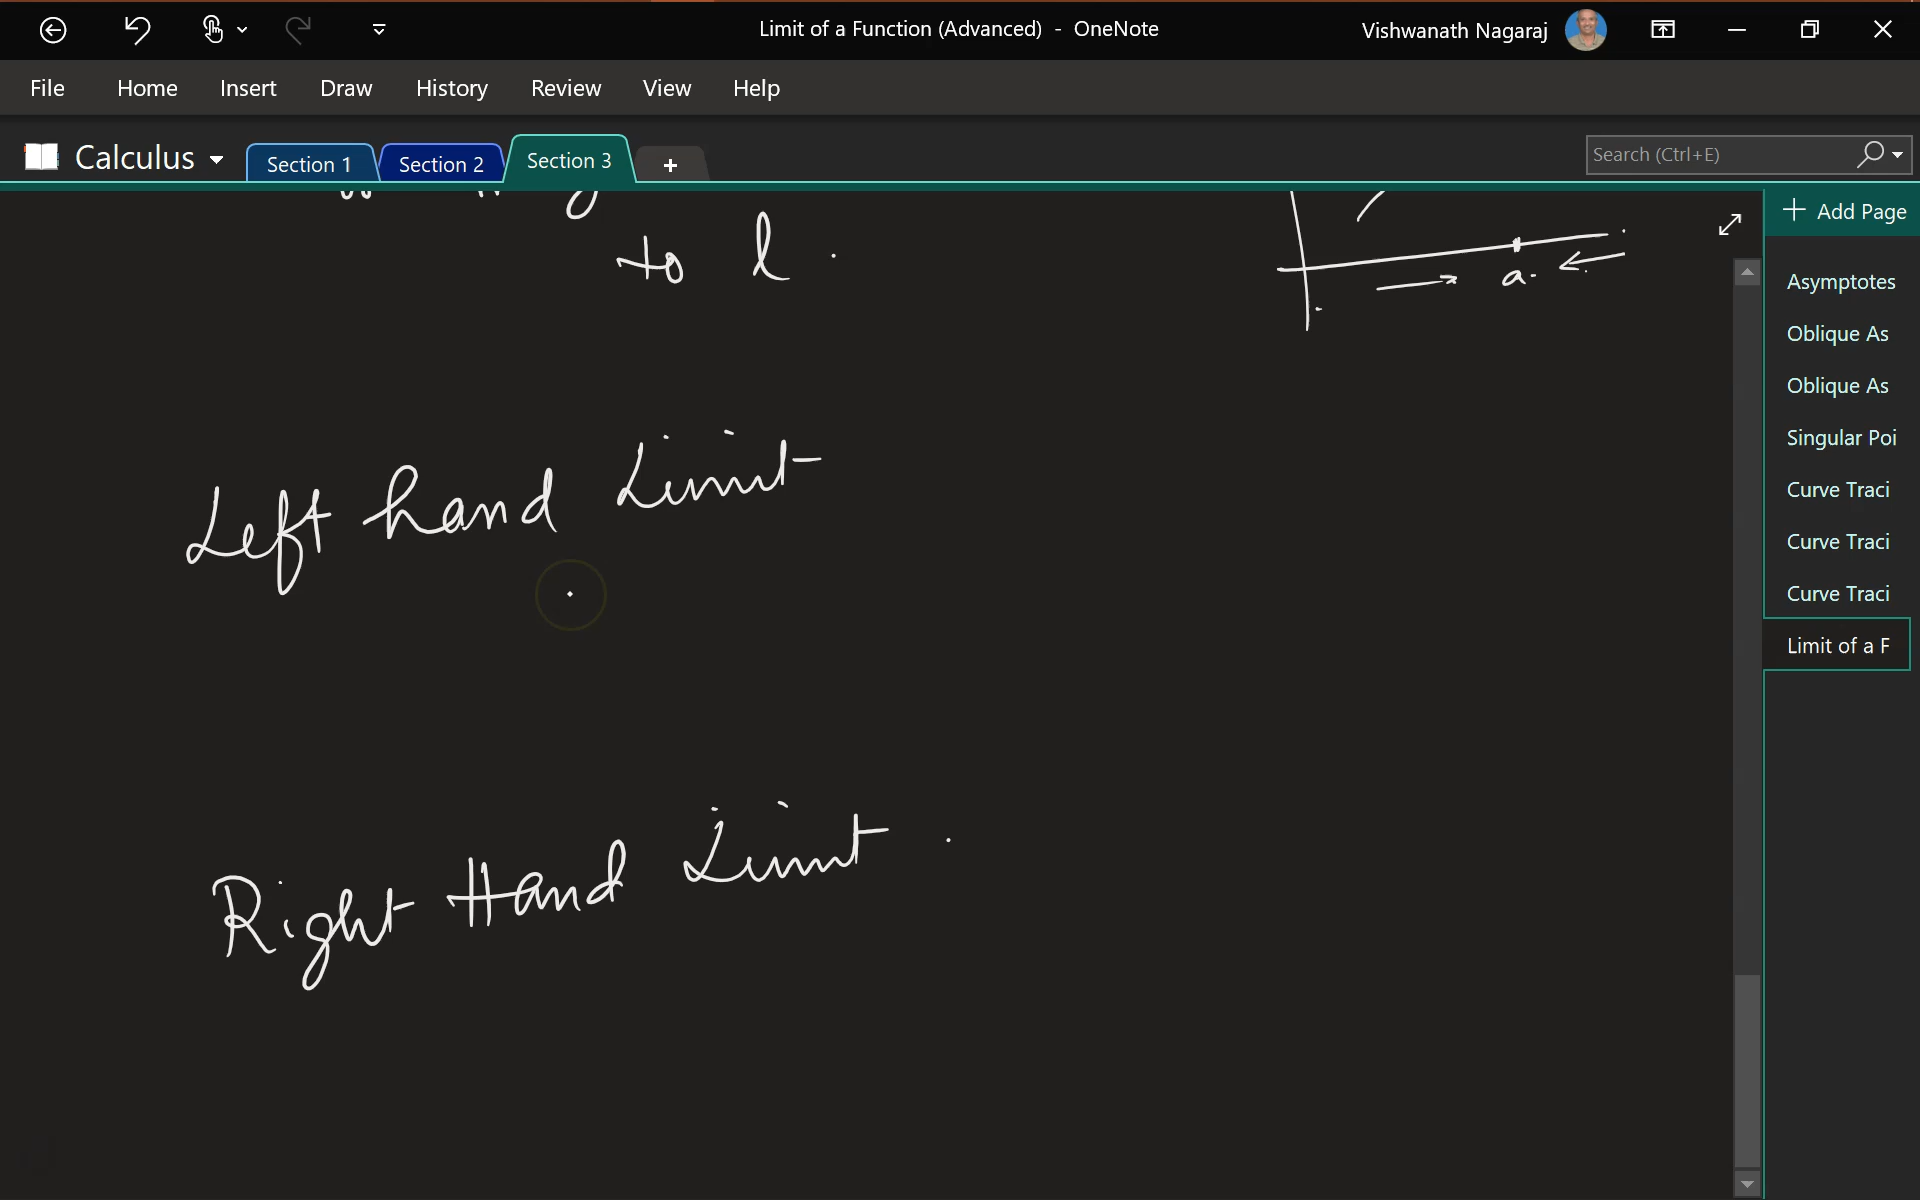 Limit of a Function (Advanced) - OneNote
Vishwanath Nagaraj
File Home Insert Draw History Review View Help
Calculus
Section 1 Section 2 Section 3 +
Search (Ctrl+E)
+ Add Page
to l.
a.
Left hand Limit
Right Hand Limit.
Asymptotes
Oblique As
Oblique As
Singular Poi
Curve Traci
Curve Traci
Curve Traci
Limit of a F